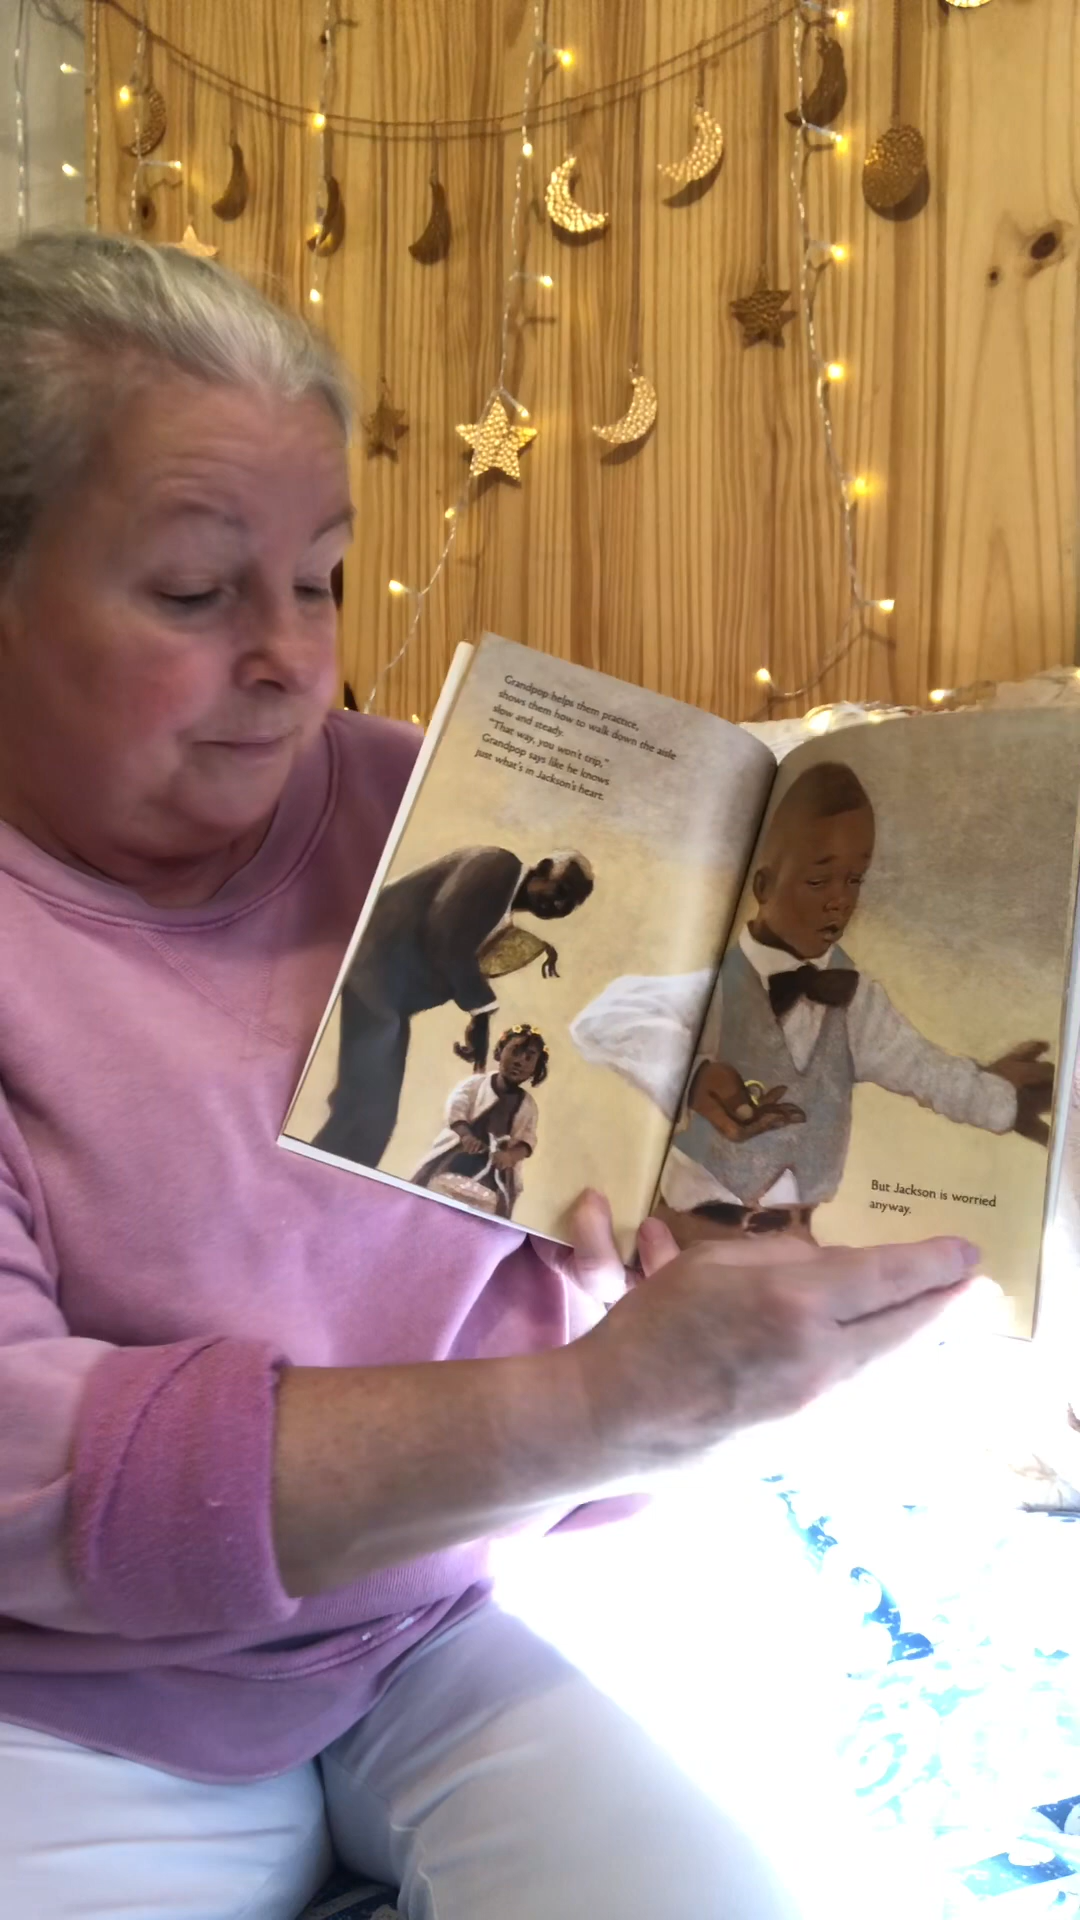 Grandpop helps them practice,
shows them how to walk down the aisle
slow and steady.
"That way, you won't trip,"
Grandpop says like he knows
just what's in Jackson's heart.
But Jackson is worried
anyway.